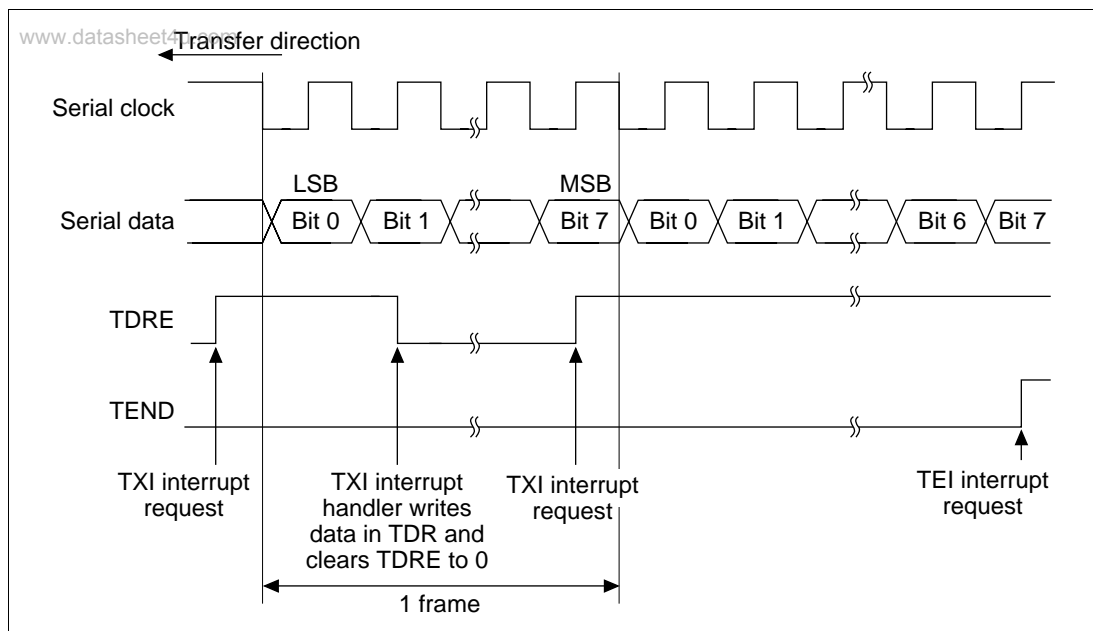 www.datasheet4u.com
Transfer direction
Serial clock
LSB
MSB
Serial data
Bit 0
Bit 1
Bit 7
Bit 0
Bit 1
Bit 6
Bit 7
TDRE
TEND
TXI interrupt
request
TXI interrupt
handler writes
data in TDR and
clears TDRE to 0
TXI interrupt
request
TEI interrupt
request
1 frame